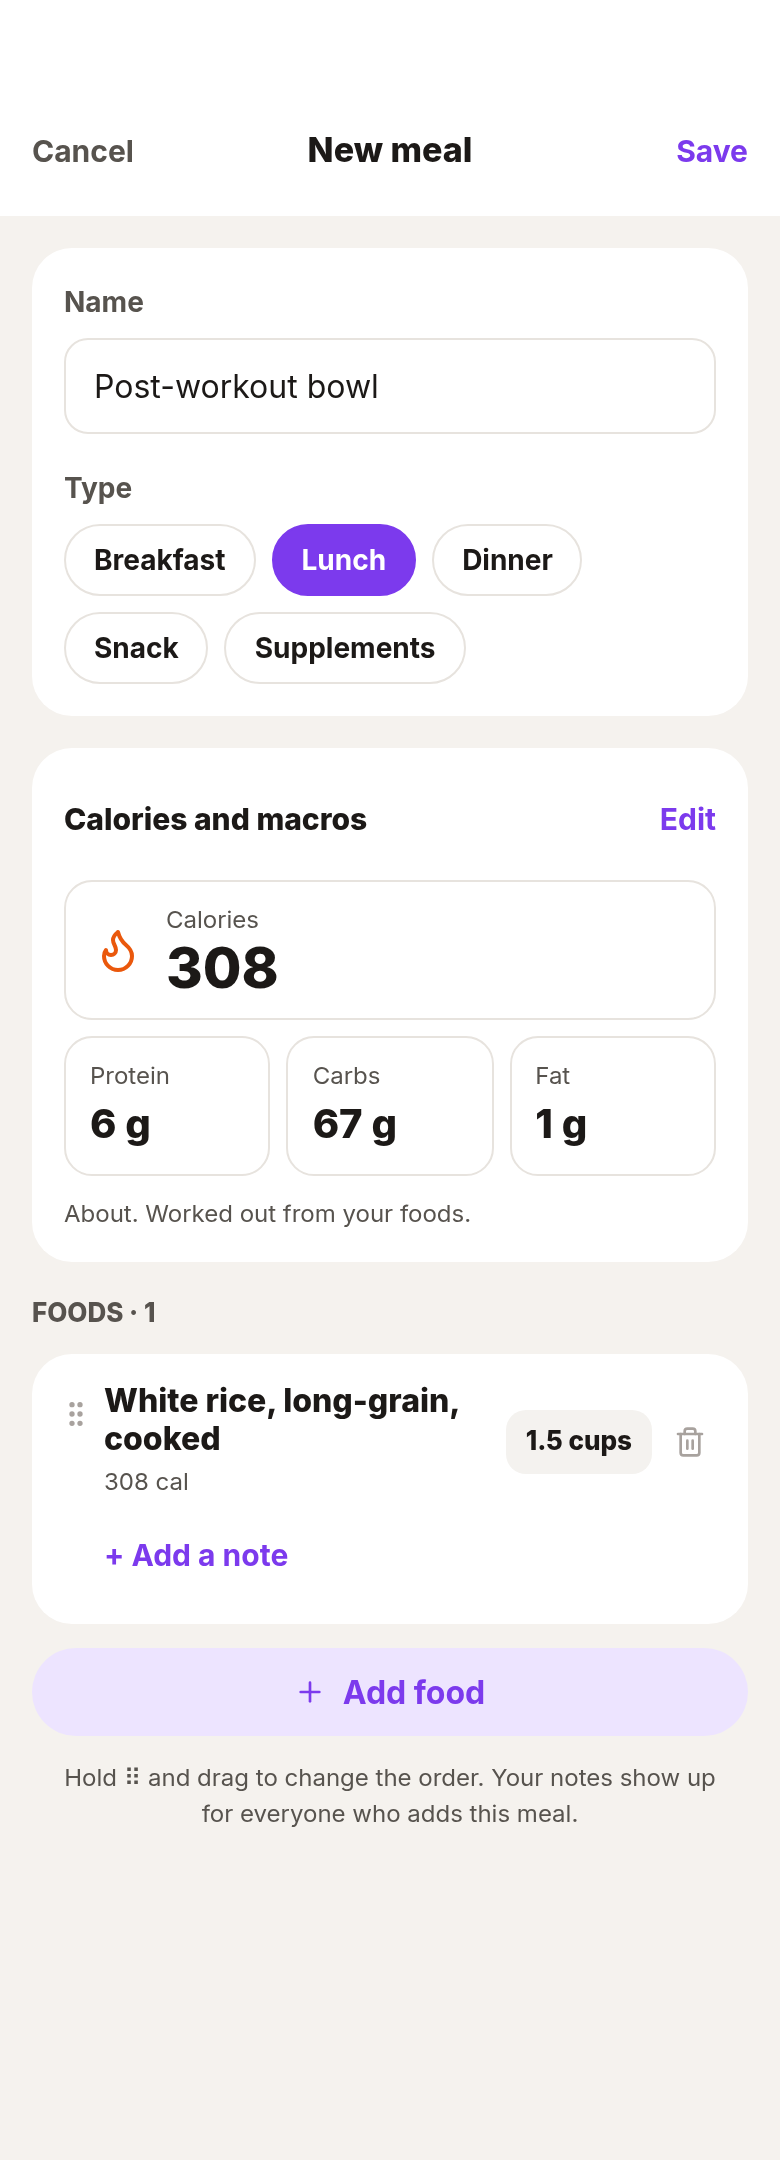 Cancel
New meal
Save
Name
Post-workout bowl
Type
Breakfast
Lunch
Dinner
Snack
Supplements
Calories and macros
Edit
Calories
308
Protein
6 g
Carbs
67 g
Fat
1 g
About. Worked out from your foods.
FOODS · 1
White rice, long-grain,
cooked
308 cal
1.5 cups
+ Add a note
+ Add food
Hold ⠿ and drag to change the order. Your notes show up
for everyone who adds this meal.